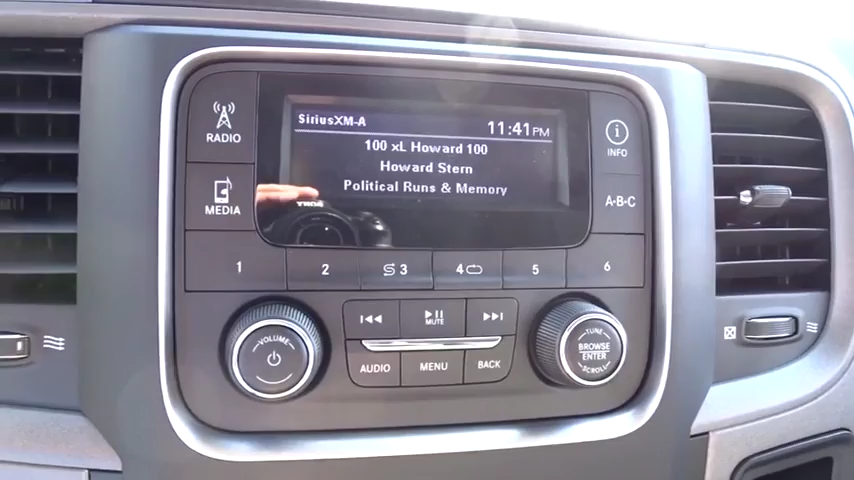 SiriusXM-A
11:41PM
100 xL Howard 100
Howard Stern
Political Runs & Memory
RADIO
MEDIA
i
INFO
A-B-C
1
2
3
4
5
6
VOLUME
MUTE
AUDIO
MENU
BACK
TUNE
BROWSE
ENTER
SCROLL